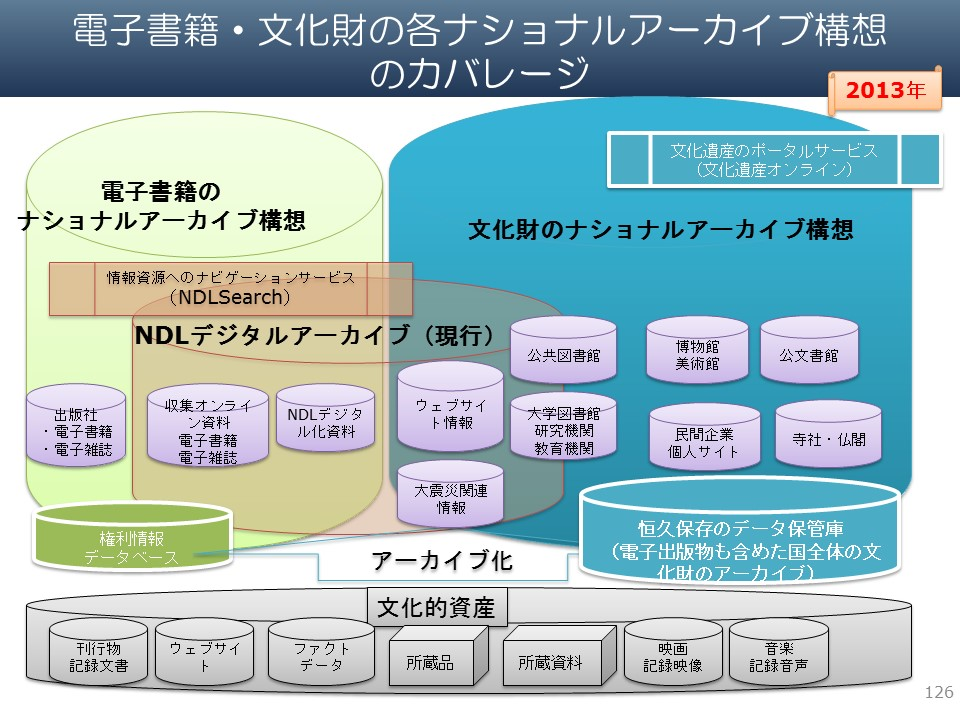 電子書籍・文化財の各ナショナルアーカイブ構想
のカバレージ
2013年
文化遺産のポータルサービス
（文化遺産オンライン）
電子書籍の
ナショナルアーカイブ構想
文化財のナショナルアーカイブ構想
情報資源へのナビゲーションサービス
（NDLSearch）
NDLデジタルアーカイブ（現行）
公共図書館
博物館
美術館
公文書館
出版社
・電子書籍
・電子雑誌
収集オンライ
ン資料
電子書籍
電子雑誌
NDLデジタ
ル化資料
ウェブサイ
ト情報
大学図書館
研究機関
教育機関
民間企業
個人サイト
寺社・仏閣
大震災関連
情報
権利情報
データベース
恒久保存のデータ保管庫
（電子出版物も含めた国全体の文
化財のアーカイブ）
アーカイブ化
文化的資産
刊行物
記録文書
ウェブサイ
ト
ファクト
データ
所蔵品
所蔵資料
映画
記録映像
音楽
記録音声
126